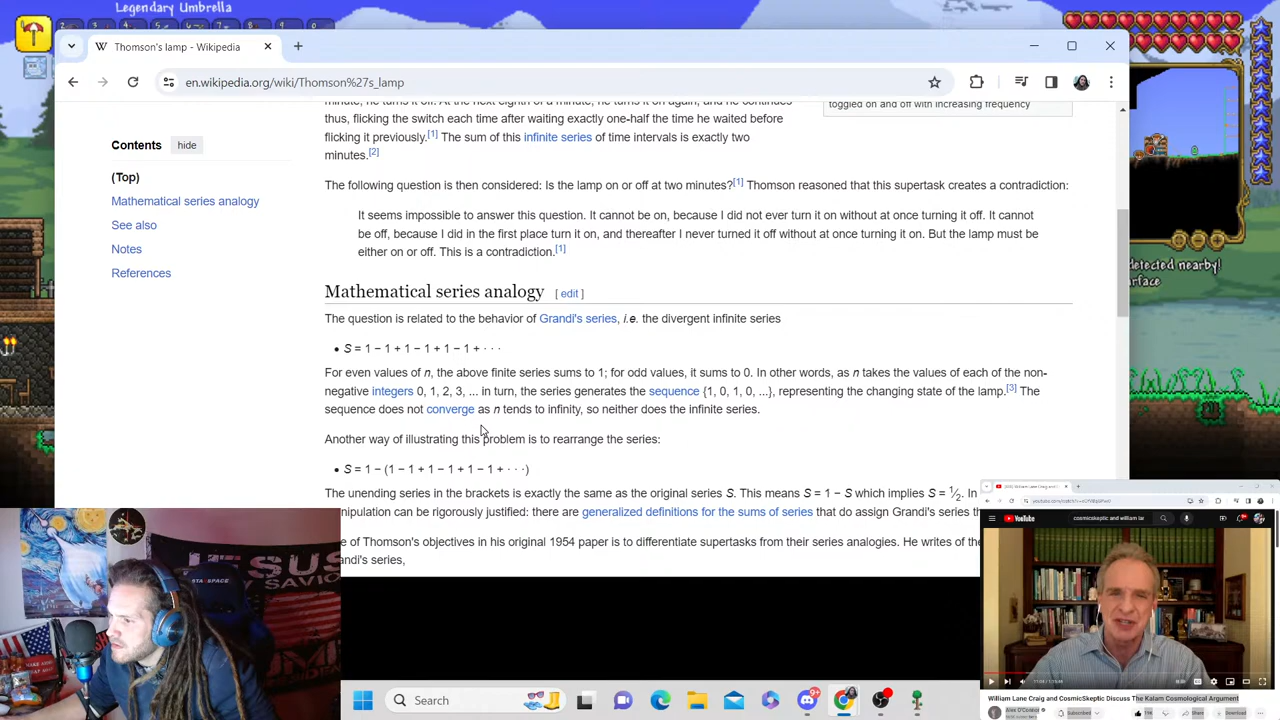 Legendary Umbrella
Thomson's lamp - Wikipedia
en.wikipedia.org/wiki/Thomson%27s_lamp
toggled on and off with increasing frequency
thus, flicking the switch each time after waiting exactly one-half the time he waited before
flicking it previously.[1] The sum of this infinite series of time intervals is exactly two
minutes.[2]
Contents hide
(Top)
Mathematical series analogy
See also
Notes
References
The following question is then considered: Is the lamp on or off at two minutes?[1] Thomson reasoned that this supertask creates a contradiction:
It seems impossible to answer this question. It cannot be on, because I did not ever turn it on without at once turning it off. It cannot
be off, because I did in the first place turn it on, and thereafter I never turned it off without at once turning it on. But the lamp must be
either on or off. This is a contradiction.[1]
Mathematical series analogy [ edit ]
The question is related to the behavior of Grandi's series, i.e. the divergent infinite series
• S = 1 − 1 + 1 − 1 + 1 − 1 + · · ·
For even values of n, the above finite series sums to 1; for odd values, it sums to 0. In other words, as n takes the values of each of the non-
negative integers 0, 1, 2, 3, ... in turn, the series generates the sequence {1, 0, 1, 0, ...}, representing the changing state of the lamp.[3] The
sequence does not converge as n tends to infinity, so neither does the infinite series.
Another way of illustrating this problem is to rearrange the series:
• S = 1 − (1 − 1 + 1 − 1 + 1 − 1 + · · ·)
The unending series in the brackets is exactly the same as the original series S. This means S = 1 − S which implies S = 1⁄2. In
generalized definitions for the sums of series that do assign Grandi's series
of Thomson's objectives in his original 1954 paper is to differentiate supertasks from their series analogies. He writes of
series,
detected nearby!
YouTube
cosmicskeptic and william lan
William Lane Craig and CosmicSkeptic Discuss The Kalam Cosmological Argument
Alex O'Connor
Subscribed
Share
Download
JESUS
SAVIOR
STARSPACE
Search